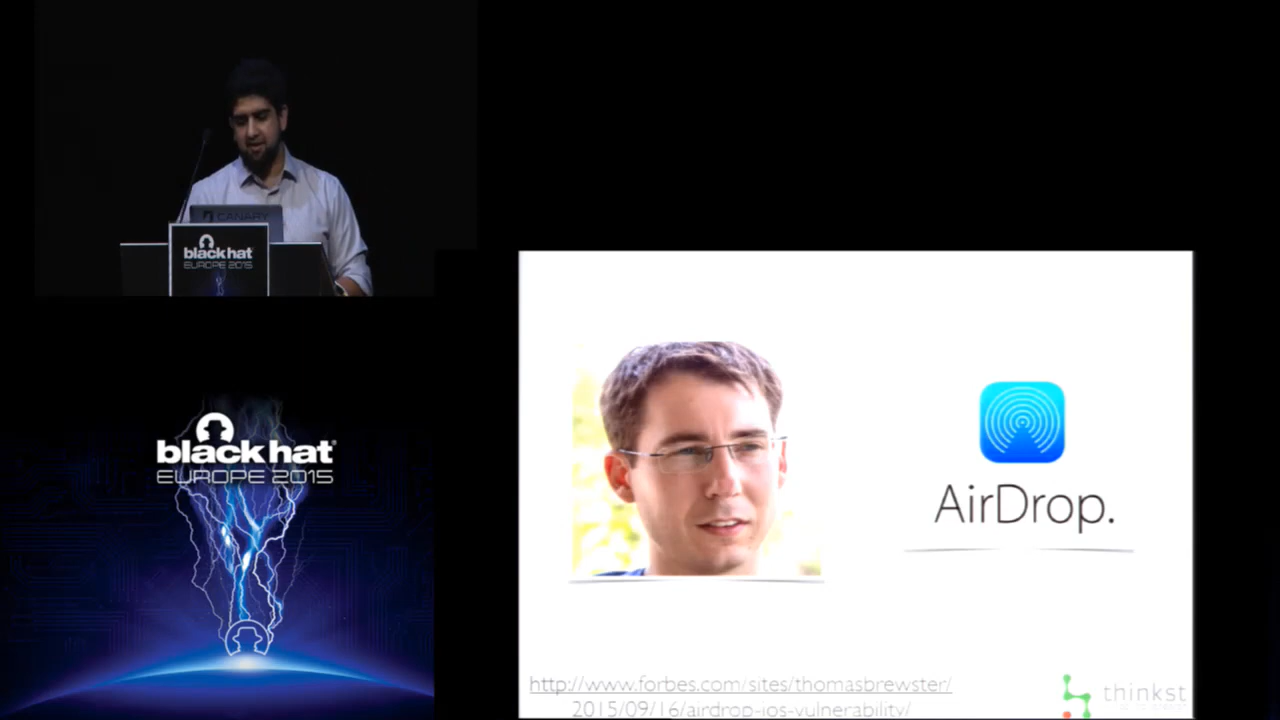 CANARY
black hat
EUROPE 2015
black hat
EUROPE 2015
AirDrop.
http://www.forbes.com/sites/thomasbrewster/
2015/09/16/airdrop-ios-vulnerability/
thinkst